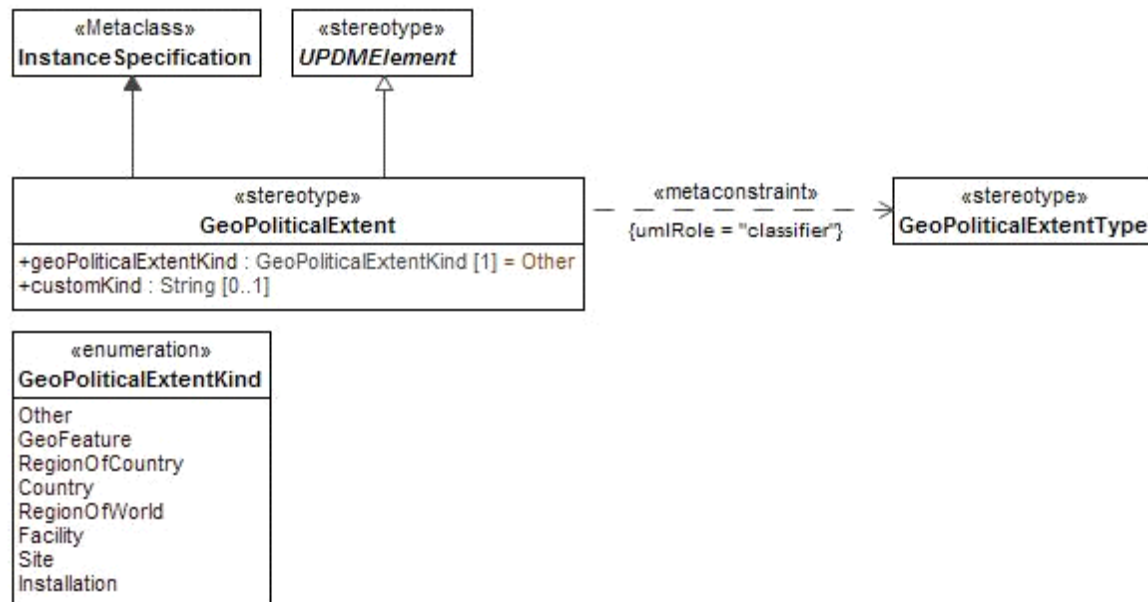 «Metaclass»
InstanceSpecification
«stereotype»
UPDMElement
«stereotype»
GeoPoliticalExtent
+geoPoliticalExtentKind : GeoPoliticalExtentKind [1] = Other
+customKind : String [0..1]
«metaconstraint»
{umlRole = "classifier"}
«stereotype»
GeoPoliticalExtentType
«enumeration»
GeoPoliticalExtentKind
Other
GeoFeature
RegionOfCountry
Country
RegionOfWorld
Facility
Site
Installation